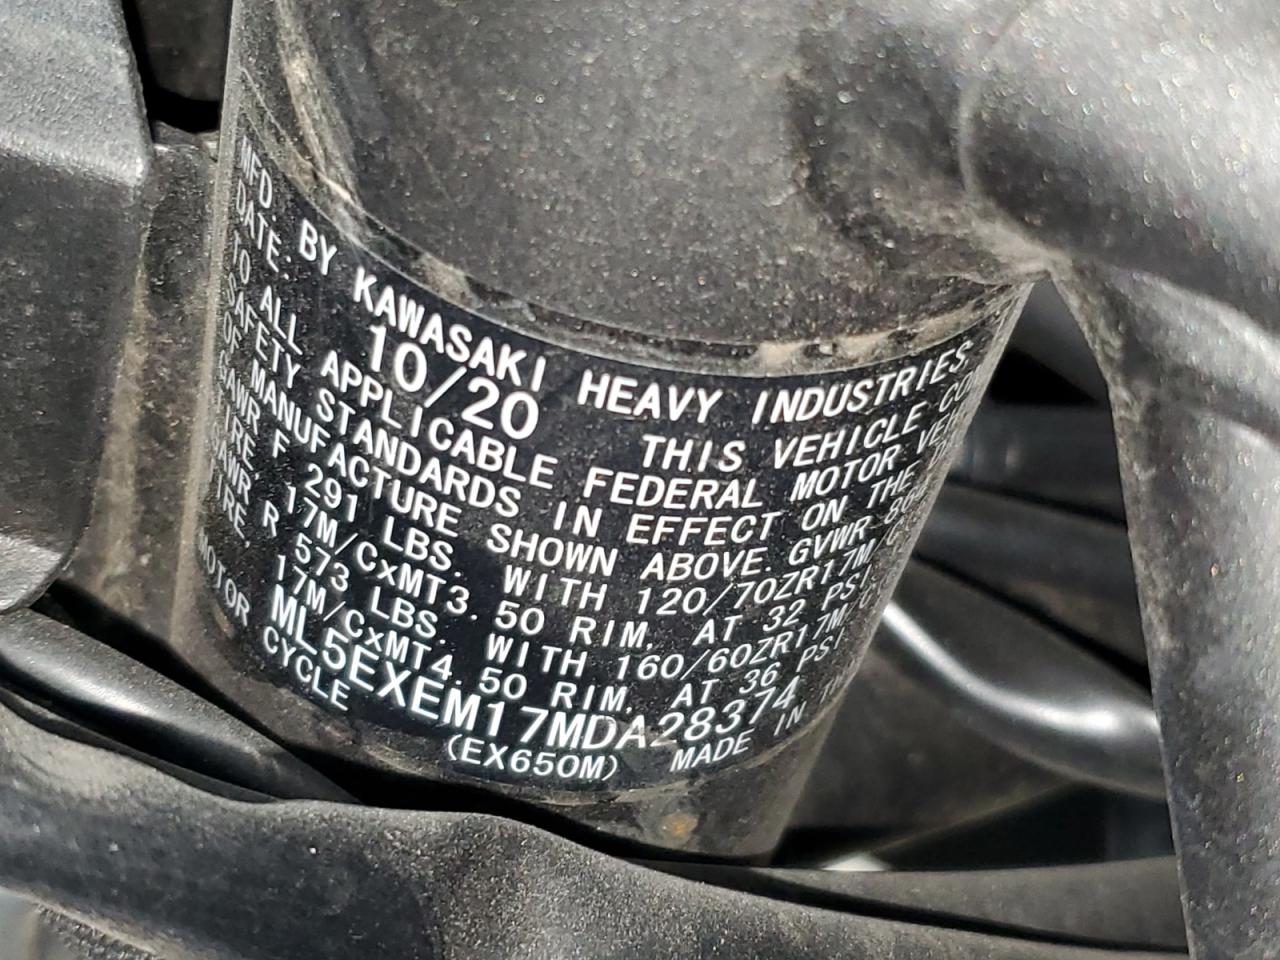 MFD. BY KAWASAKI HEAVY INDUSTRIES
DATE: 10/20 THIS VEHICLE
TO ALL APPLICABLE FEDERAL MOTOR
SAFETY STANDARDS IN EFFECT ON THE
OF MANUFACTURE SHOWN ABOVE. GVWR
GAWR F 291 LBS. WITH 120/70ZR17M/
TIRE, 17M/CxMT3.50 RIM, AT 32 PSI
GAWR R 573 LBS. WITH 160/60ZR17M/
TIRE, 17M/CxMT4.50 RIM, AT 36 PSI
ML5EXEM17MDA28374
MOTOR CYCLE (EX650M) MADE IN